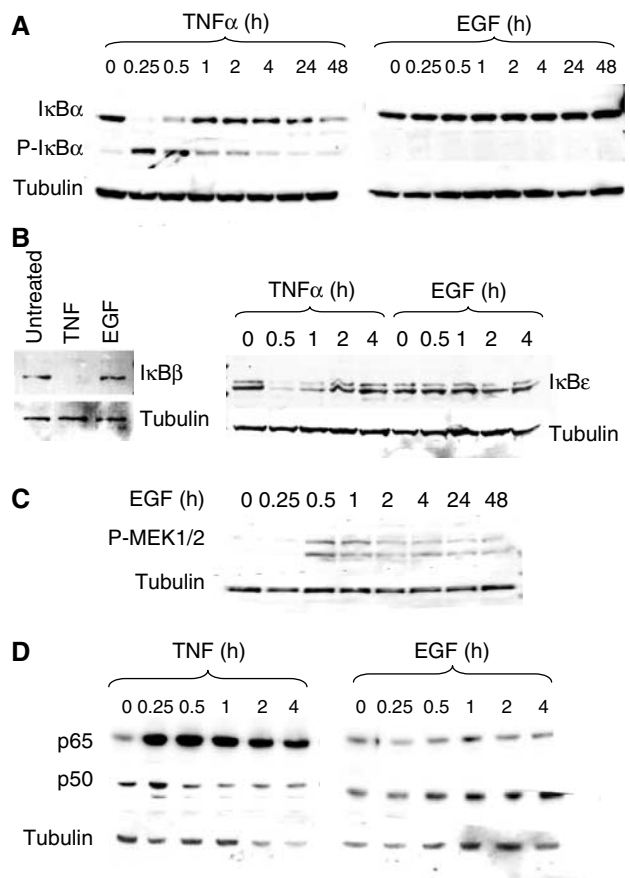 A
TNFα (h) EGF (h)
0 0.25 0.5 1 2 4 24 48 0 0.25 0.5 1 2 4 24 48
IκBα
P-IκBα
Tubulin
B
Untreated
TNF
EGF
IκBβ
Tubulin
TNFα (h) EGF (h)
0 0.5 1 2 4 0 0.5 1 2 4
IκBε
Tubulin
C
EGF (h) 0 0.25 0.5 1 2 4 24 48
P-MEK1/2
Tubulin
D
TNF (h) EGF (h)
0 0.25 0.5 1 2 4 0 0.25 0.5 1 2 4
p65
p50
Tubulin